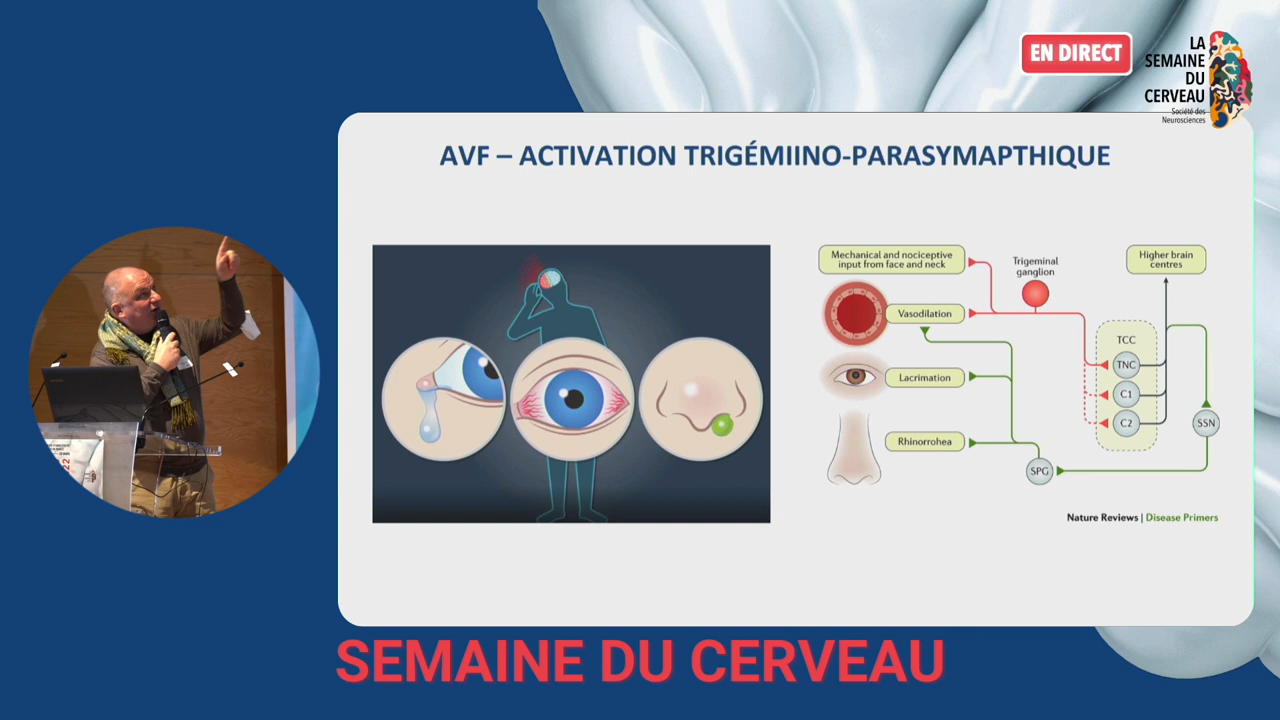 EN DIRECT
LA
SEMAINE
DU
CERVEAU
Société des
Neurosciences
AVF – ACTIVATION TRIGÉMIINO-PARASYMAPTHIQUE
Mechanical and nociceptive
input from face and neck
Trigeminal
ganglion
Higher brain
centres
Vasodilation
TCC
TNC
Lacrimation
C1
C2
SSN
Rhinorrohea
SPG
Nature Reviews | Disease Primers
22
SEMAINE DU CERVEAU